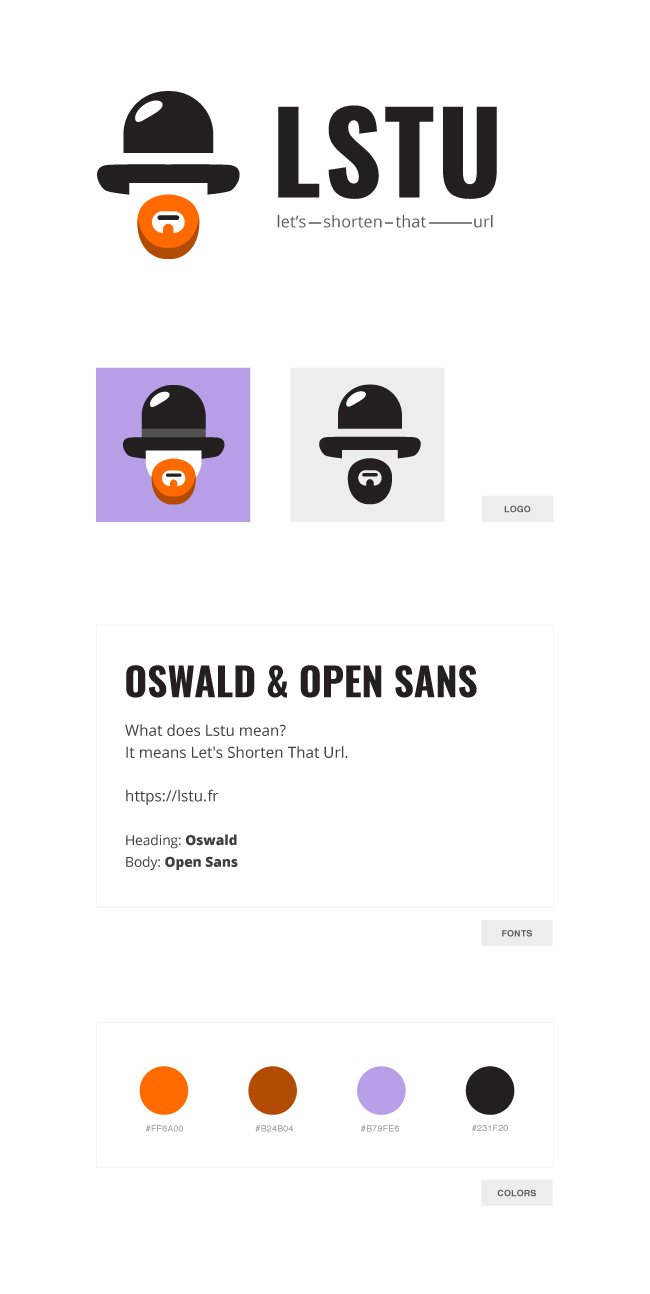 LSTU
let's—shorten–that——url
LOGO
OSWALD & OPEN SANS
What does Lstu mean?
It means Let's Shorten That Url.
https://lstu.fr
Heading: Oswald
Body: Open Sans
FONTS
#FF6A00 #B24B04 #B79FE6 #231F20
COLORS